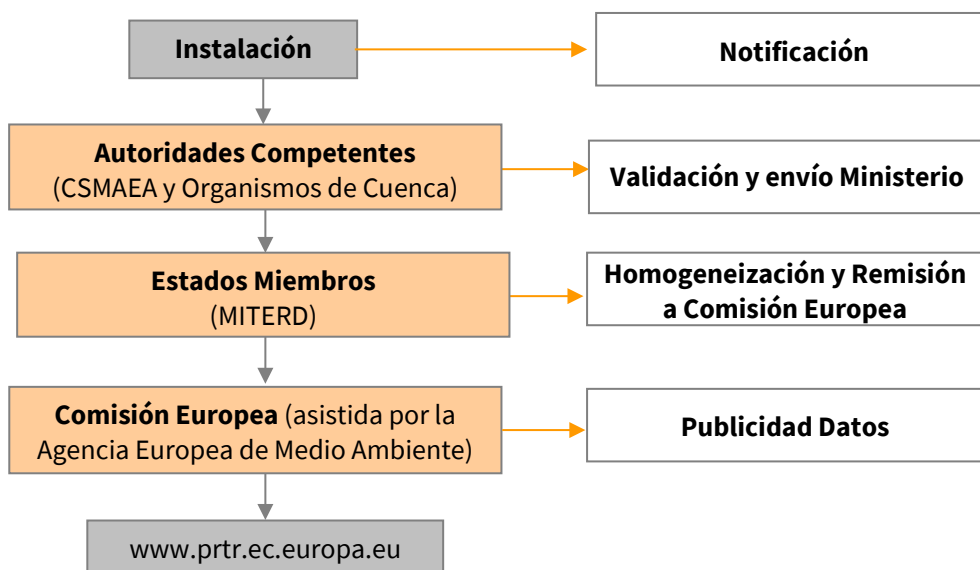 Instalación
Notificación
Autoridades Competentes
(CSMAEA y Organismos de Cuenca)
Validación y envío Ministerio
Estados Miembros
(MITERD)
Homogeneización y Remisión
a Comisión Europea
Comisión Europea (asistida por la
Agencia Europea de Medio Ambiente)
Publicidad Datos
www.prtr.ec.europa.eu